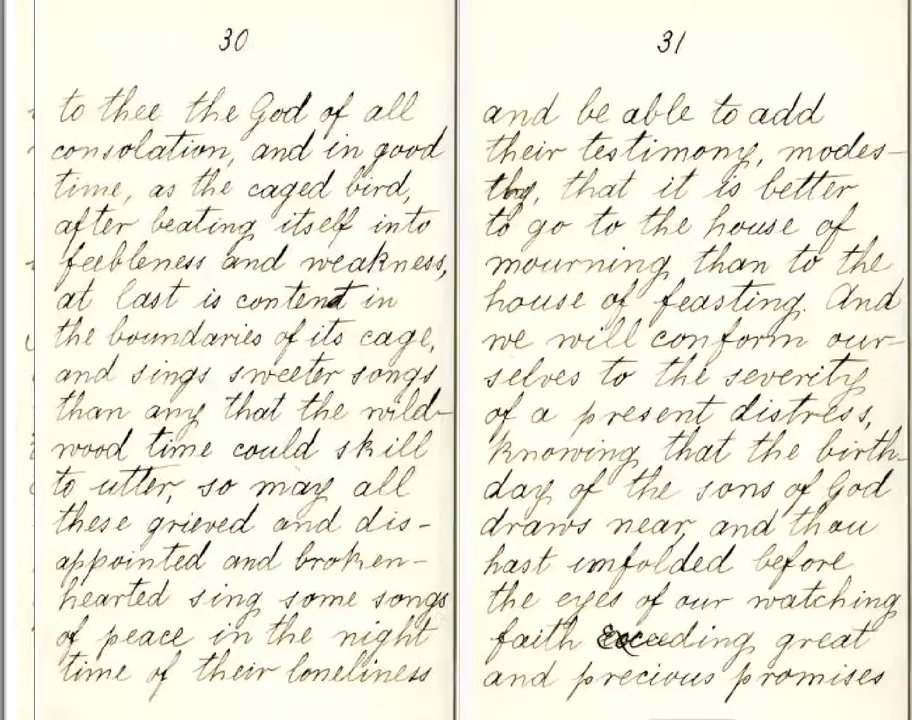 30
to thee the God of all
consolation, and in good
time, as the caged bird,
after beating itself into
feebleness and weakness,
at last is content in
the boundaries of its cage,
and sings sweeter songs
than any that the wild-
wood time could skill
to utter, so may all
these grieved and dis-
appointed and broken-
hearted sing some songs
of peace in the night
time of their loneliness
31
and be able to add
their testimony, modes-
tly, that it is better
to go to the house of
mourning than to the
house of feasting. And
we will conform our-
selves to the severity
of a present distress,
knowing that the birth-
day of the sons of God
draws near, and thou
hast unfolded before
the eyes of our watching
faith exceeding great
and precious promises